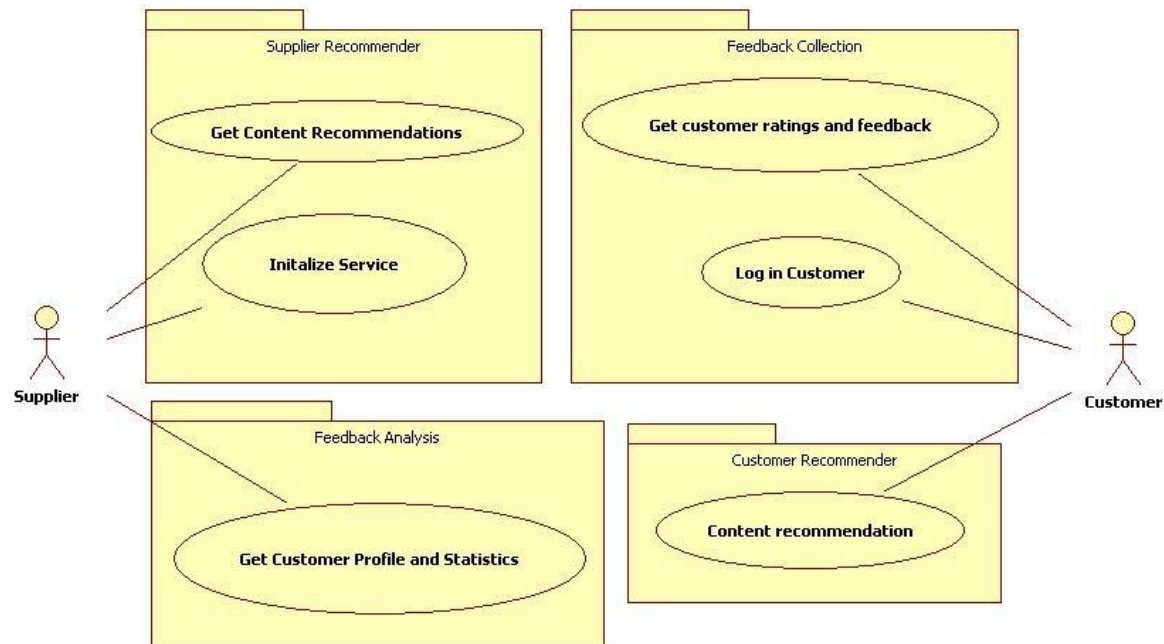 Supplier Recommender
Get Content Recommendations
Initalize Service
Feedback Collection
Get customer ratings and feedback
Log in Customer
Supplier
Customer
Feedback Analysis
Get Customer Profile and Statistics
Customer Recommender
Content recommendation